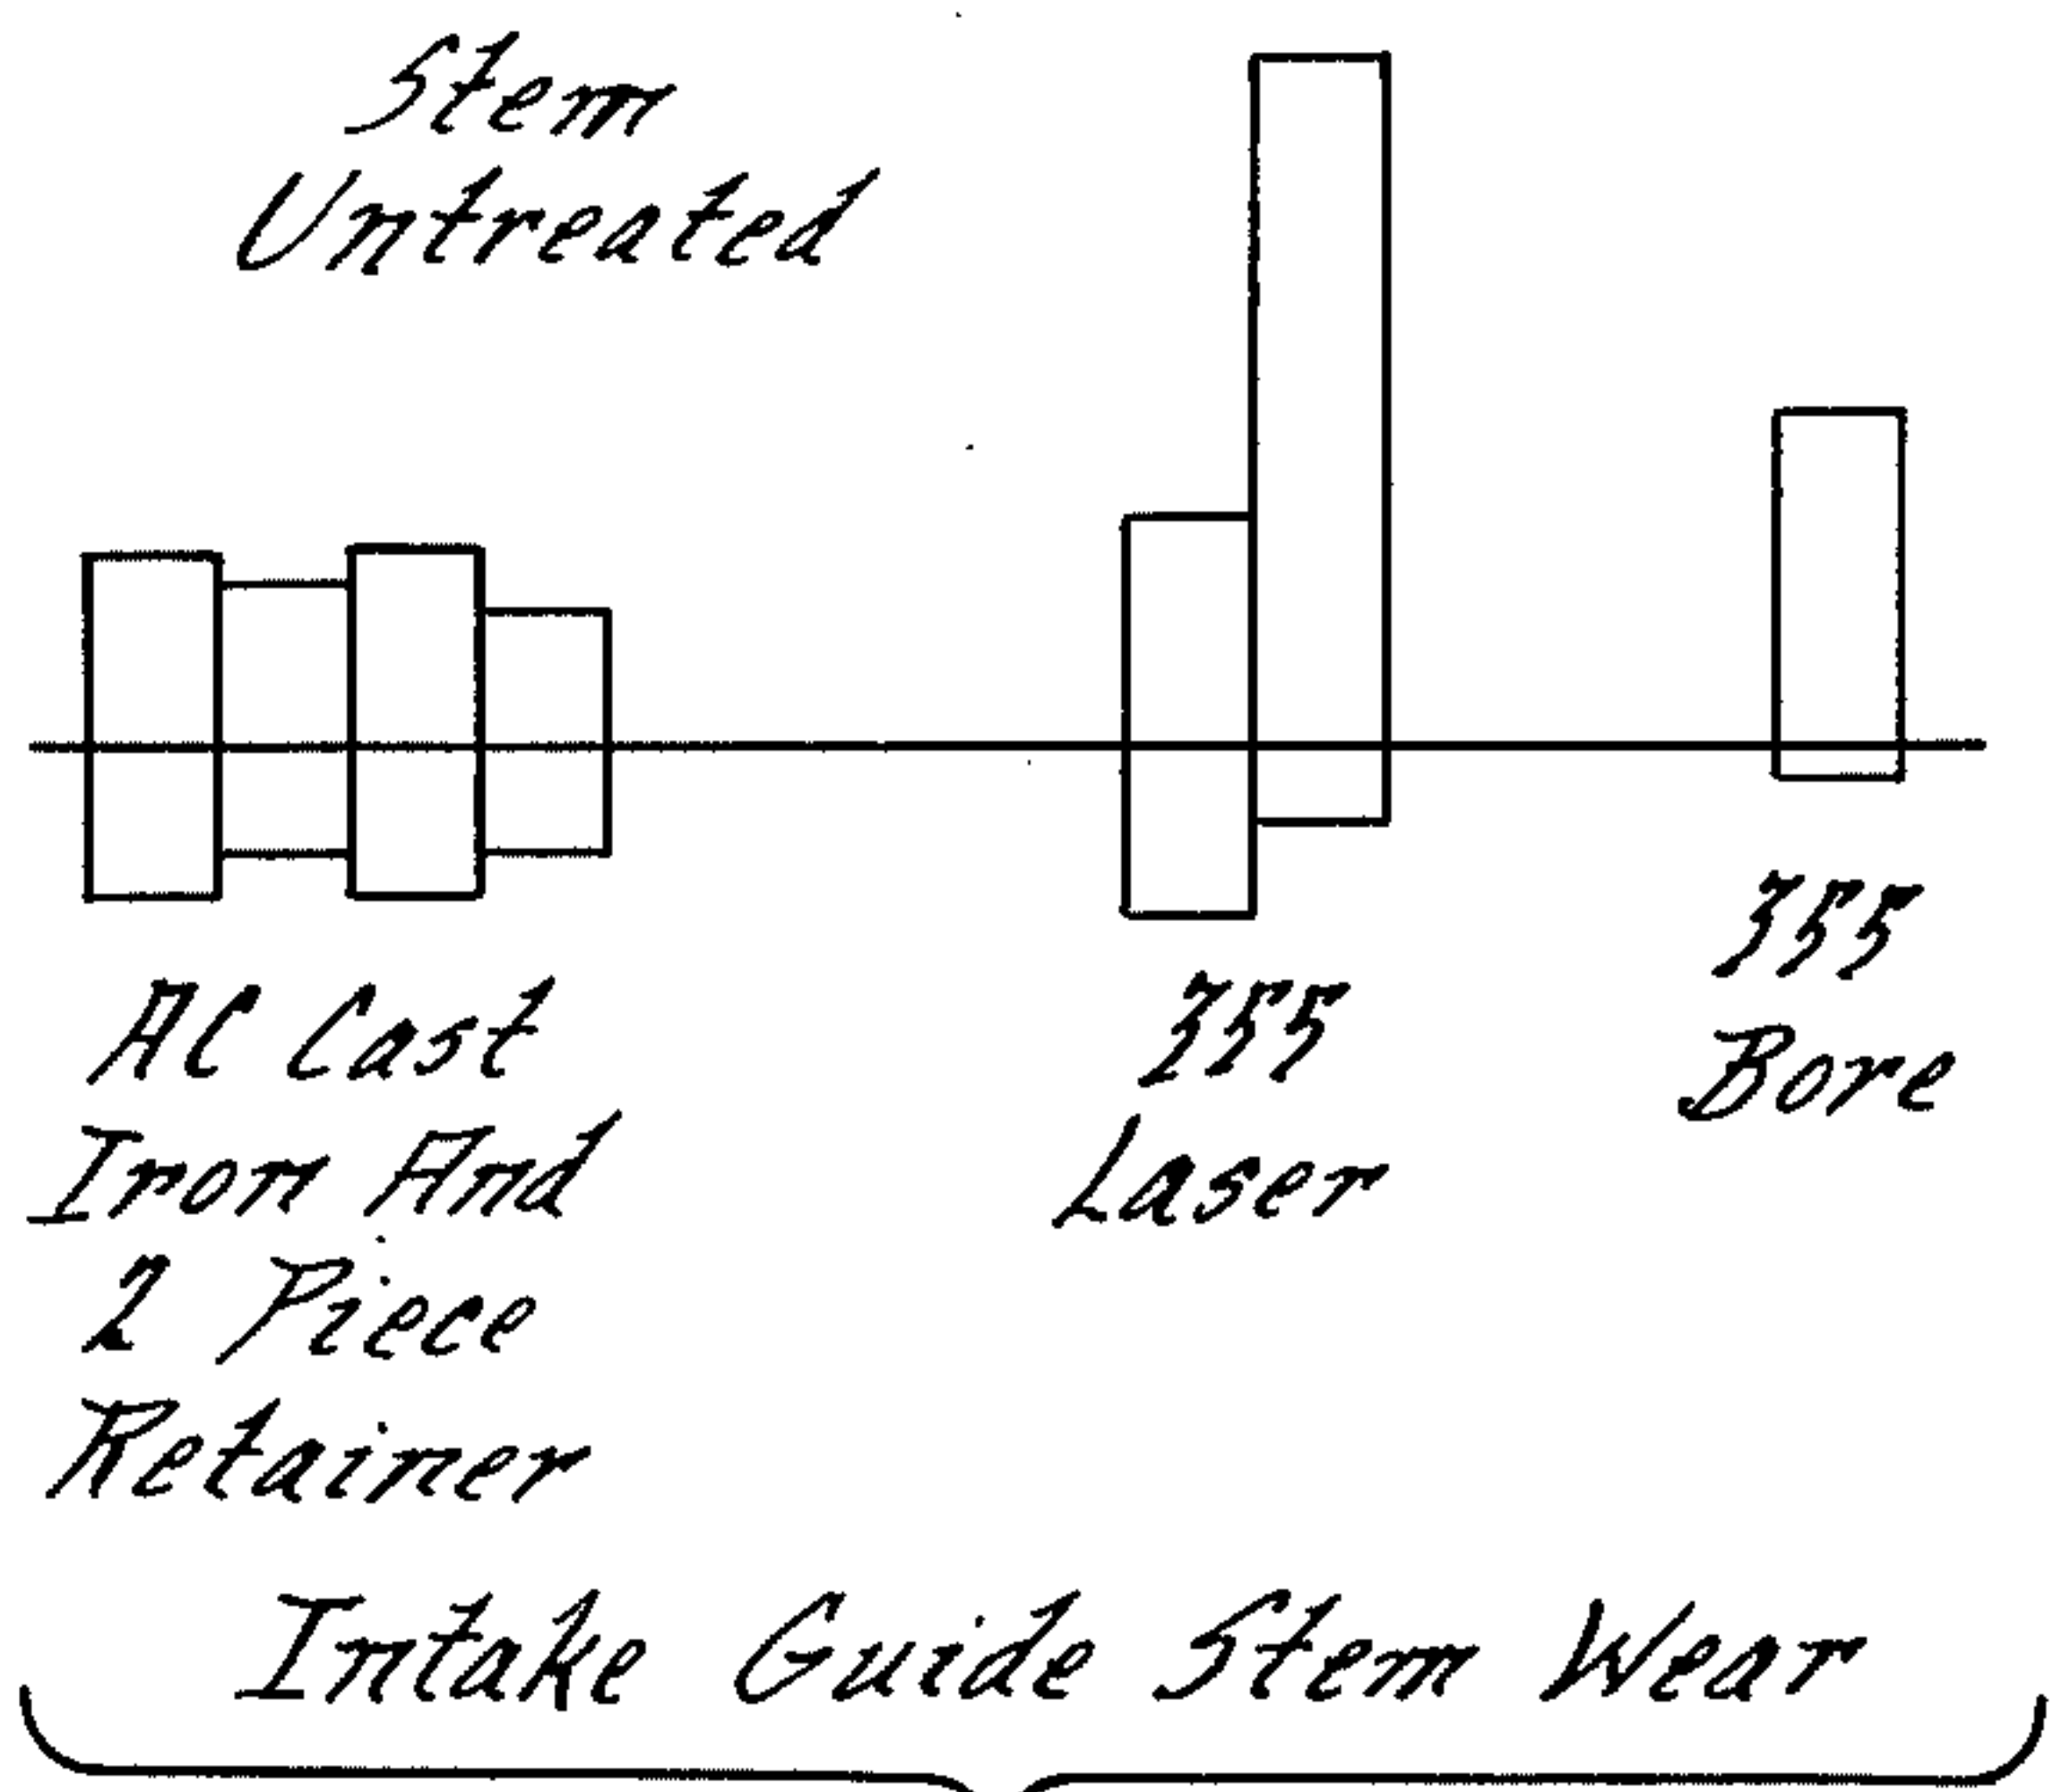 Stem
Untreated
AC Cast
Iron And
2 Piece
Retainer
355
Laser
355
Bore
Intake Guide Stem Wear